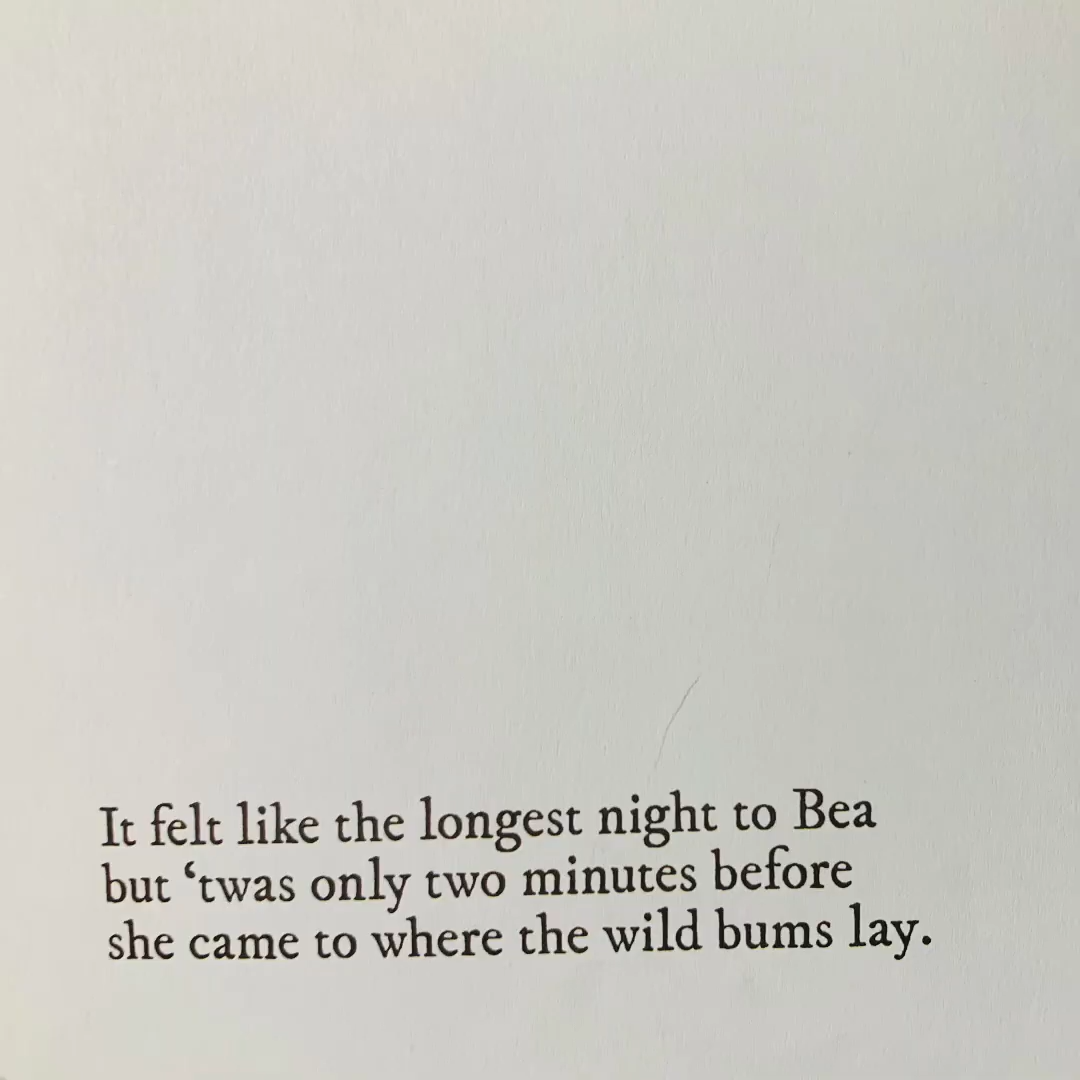 It felt like the longest night to Bea
but ‘twas only two minutes before
she came to where the wild bums lay.